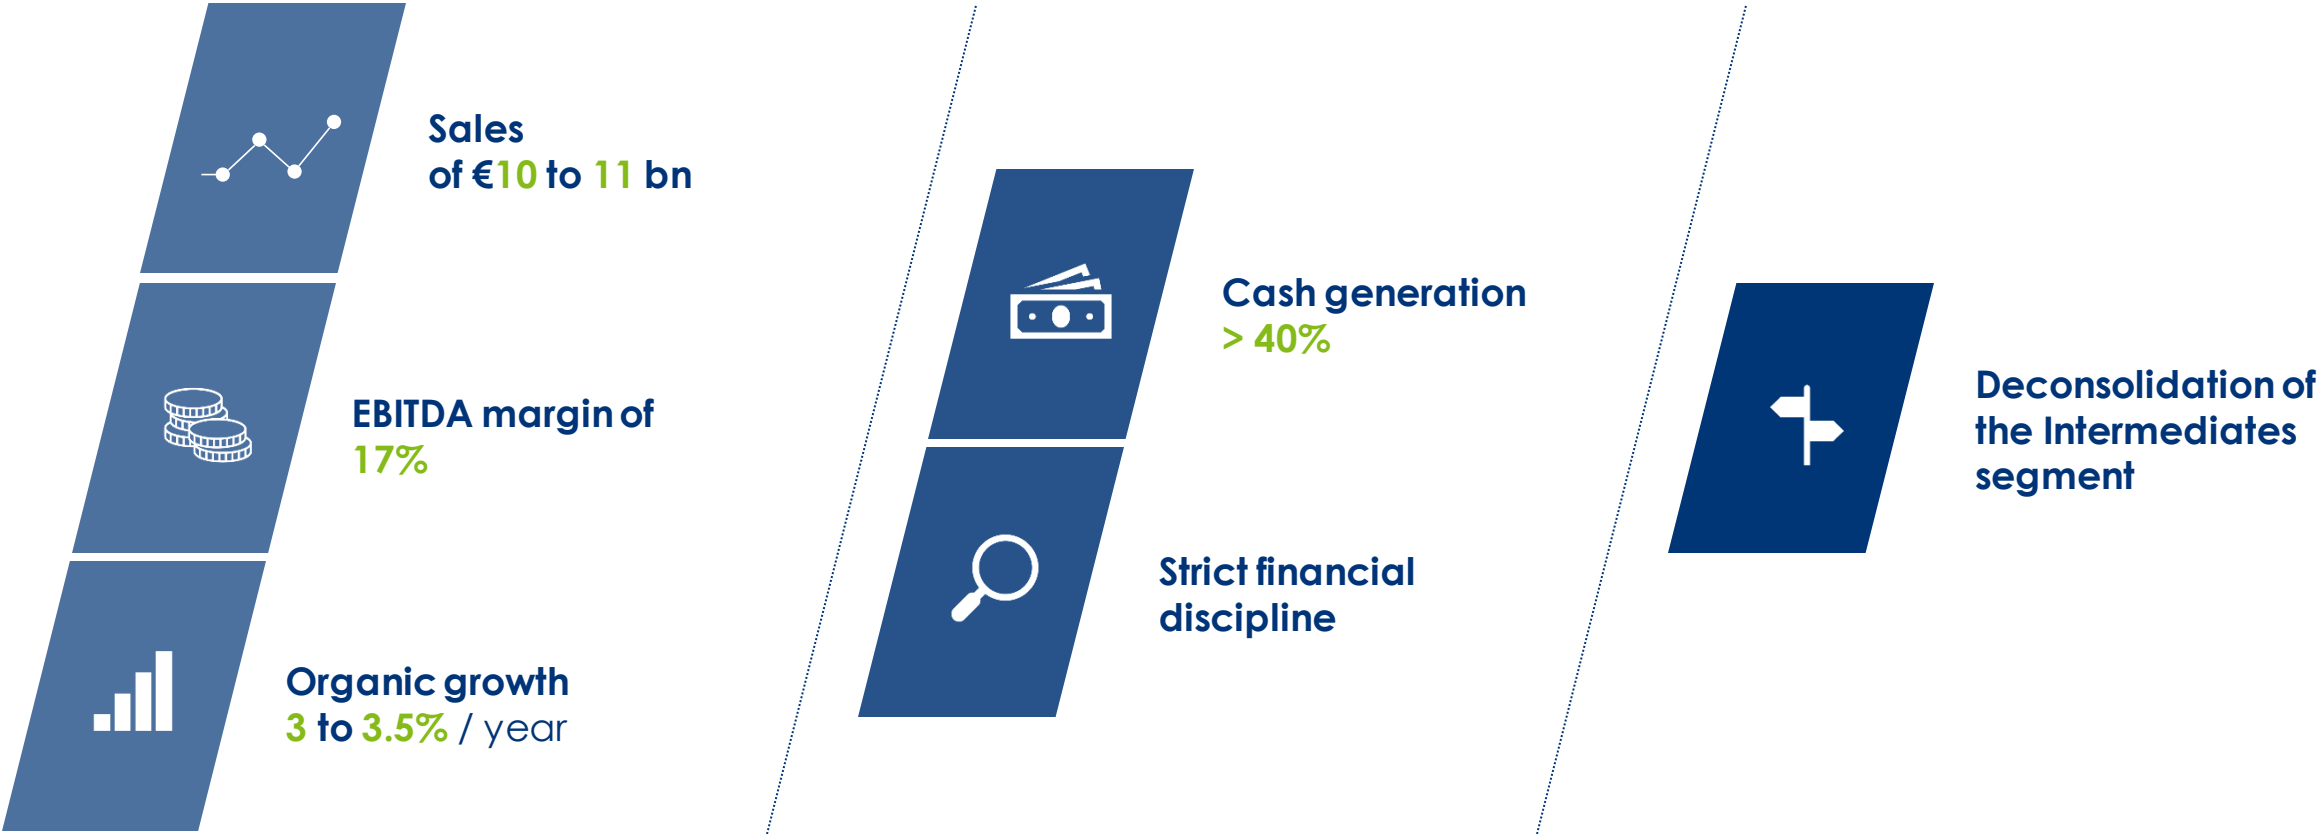 Sales
of €10 to 11 bn
EBITDA margin of
17%
Organic growth
3 to 3.5% / year
Cash generation
> 40%
Strict financial
discipline
Deconsolidation of
the Intermediates
segment